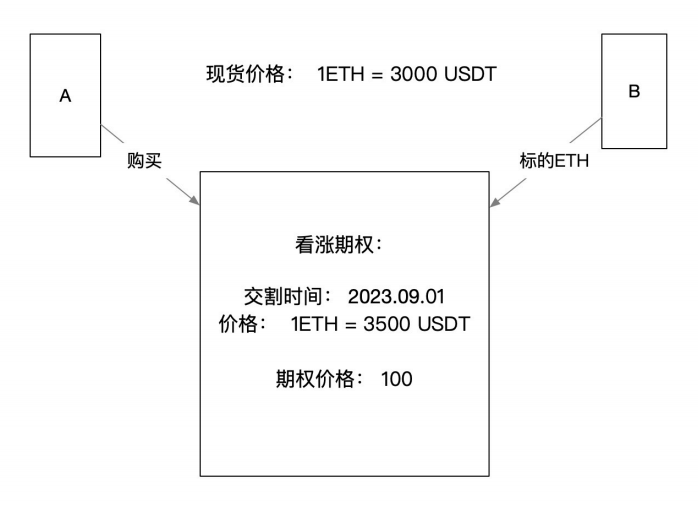 现货价格： 1ETH = 3000 USDT
A
B
购买
标的ETH
看涨期权：
交割时间： 2023.09.01
价格： 1ETH = 3500 USDT
期权价格： 100